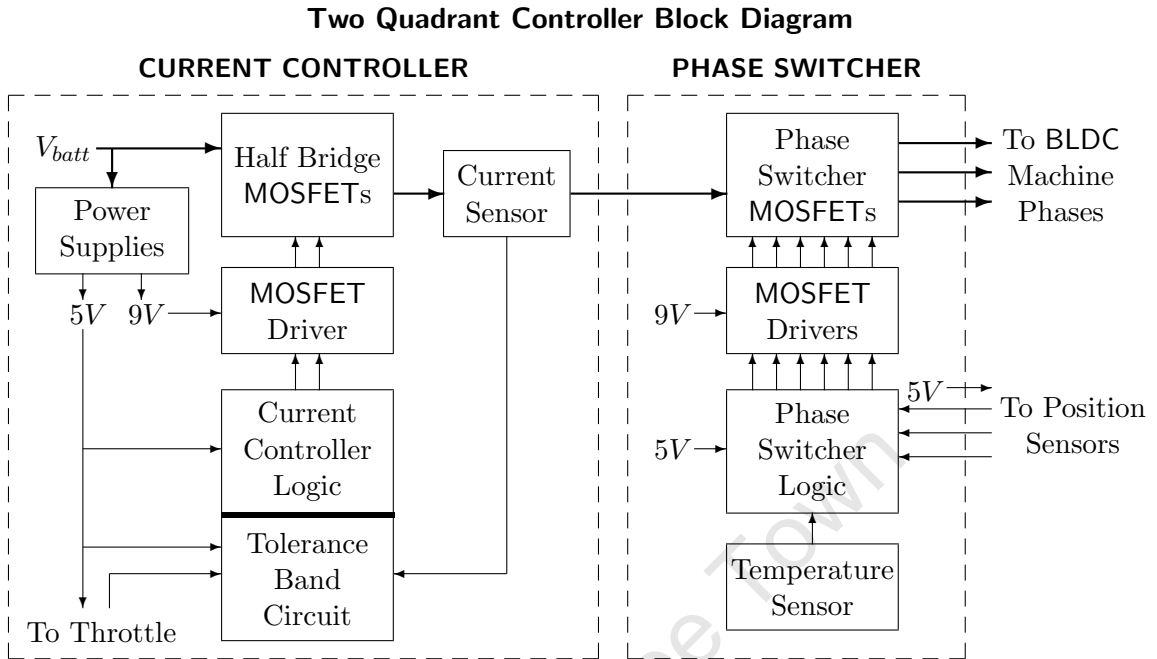 Two Quadrant Controller Block Diagram
CURRENT CONTROLLER
PHASE SWITCHER
V_batt
Half Bridge
MOSFETs
Current
Sensor
Power
Supplies
5V
9V
MOSFET
Driver
Current
Controller
Logic
Tolerance
Band
Circuit
To Throttle
Phase
Switcher
MOSFETs
To BLDC
Machine
Phases
9V
MOSFET
Drivers
5V
Phase
Switcher
Logic
5V
To Position
Sensors
Temperature
Sensor
Town